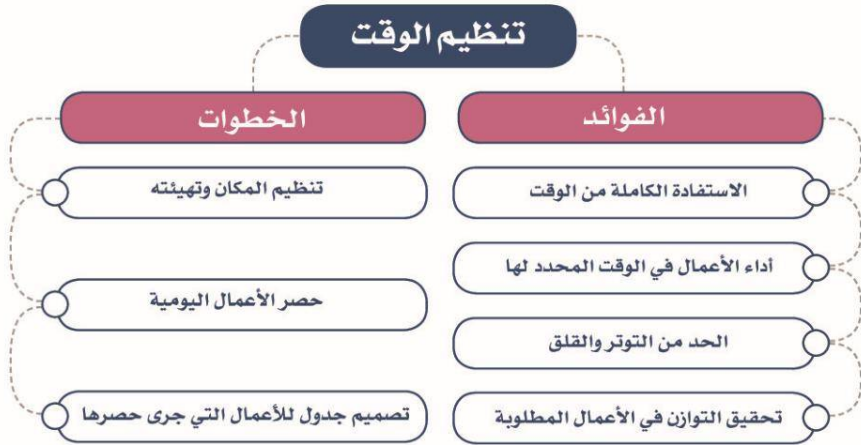 تنظيم الوقت
الفوائد
الاستفادة الكاملة من الوقت
أداء الأعمال في الوقت المحدد لها
الحد من التوتر والقلق
تحقيق التوازن في الأعمال المطلوبة
الخطوات
تنظيم المكان وتهيئته
حصر الأعمال اليومية
تصميم جدول للأعمال التي جرى حصرها